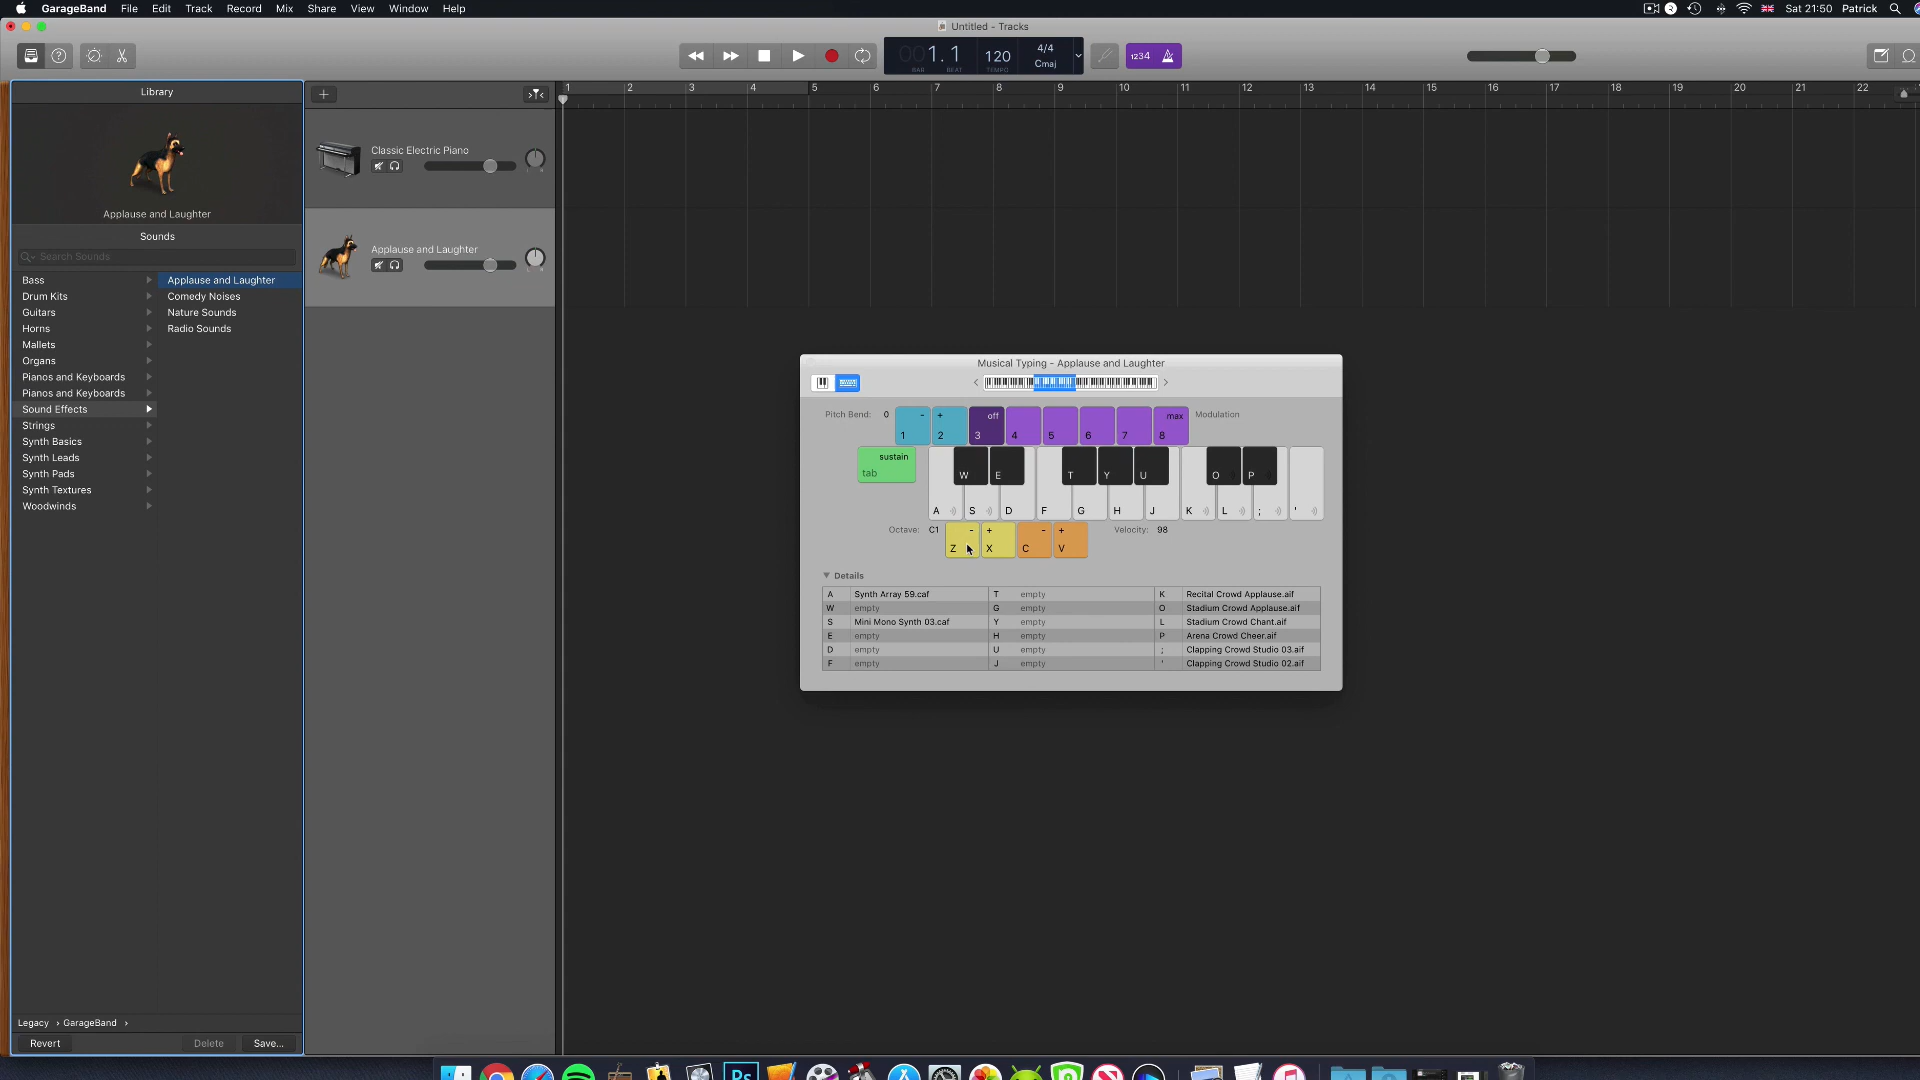 GarageBand File Edit Track Record Mix Share View Window Help
Sat 21:50 Patrick
Untitled - Tracks
001.1
BAR BEAT
120
TEMPO
4/4
Cmaj
1234
Library
Applause and Laughter
Sounds
Search Sounds
Bass
Drum Kits
Guitars
Horns
Mallets
Organs
Pianos and Keyboards
Pianos and Keyboards
Sound Effects
Strings
Synth Basics
Synth Leads
Synth Pads
Synth Textures
Woodwinds
Applause and Laughter
Comedy Noises
Nature Sounds
Radio Sounds
Legacy > GarageBand >
Revert Delete Save...
Classic Electric Piano
L R
Applause and Laughter
L R
1 2 3 4 5 6 7 8 9 10 11 12 13 14 15 16 17 18 19 20 21 22
Musical Typing - Applause and Laughter
Pitch Bend: 0 - + off max Modulation
1 2 3 4 5 6 7 8
sustain
tab
W E T Y U O P
A S D F G H J K L ; '
Octave: C1 - + - + Velocity: 98
Z X C V
Details
A Synth Array 59.caf T empty K Recital Crowd Applause.aif
W empty G empty O Stadium Crowd Applause.aif
S Mini Mono Synth 03.caf Y empty L Stadium Crowd Chant.aif
E empty H empty P Arena Crowd Cheer.aif
D empty U empty ; Clapping Crowd Studio 03.aif
F empty J empty ' Clapping Crowd Studio 02.aif
Ps